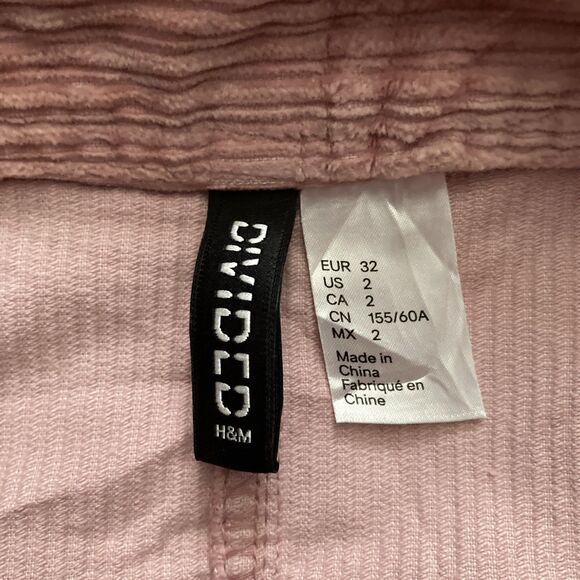 DIVIDED
H&M
EUR 32
US 2
CA 2
CN 155/60A
MX 2
Made in
China
Fabriqué en
Chine